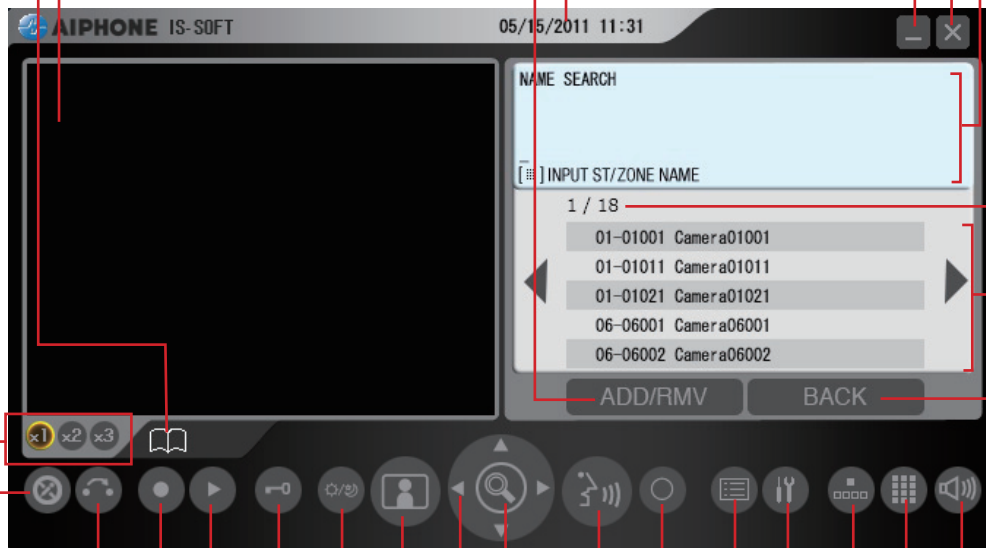 AIPHONE IS-SOFT
05/15/2011 11:31
NAME SEARCH
[ ] INPUT ST/ZONE NAME
1 / 18
01-01001 Camera01001
01-01011 Camera01011
01-01021 Camera01021
06-06001 Camera06001
06-06002 Camera06002
ADD/RMV
BACK
x1 x2 x3